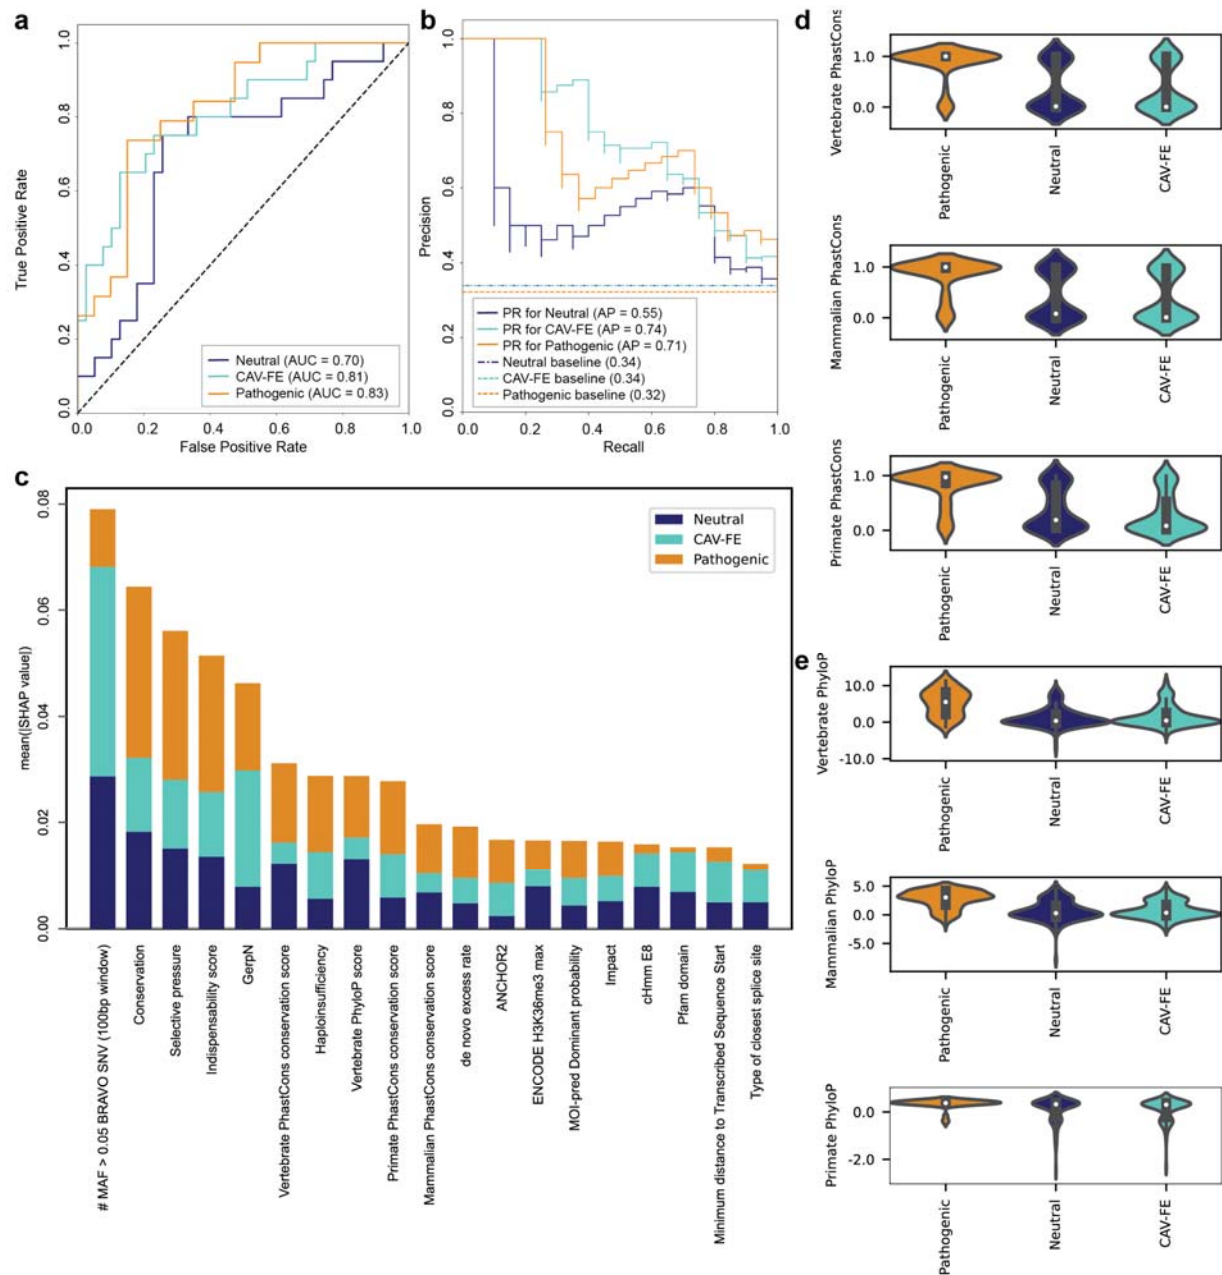 a
True Positive Rate
0.0
0.2
0.4
0.6
0.8
1.0
Neutral (AUC = 0.70)
CAV-FE (AUC = 0.81)
Pathogenic (AUC = 0.83)
0.0 0.2 0.4 0.6 0.8 1.0
False Positive Rate
b
Precision
0.0
0.2
0.4
0.6
0.8
1.0
PR for Neutral (AP = 0.55)
PR for CAV-FE (AP = 0.74)
PR for Pathogenic (AP = 0.71)
Neutral baseline (0.34)
CAV-FE baseline (0.34)
Pathogenic baseline (0.32)
0.0 0.2 0.4 0.6 0.8 1.0
Recall
c
mean(|SHAP value|)
0.08
0.06
0.04
0.02
0.00
Neutral
CAV-FE
Pathogenic
# MAF > 0.05 BRAVO SNV (100bp window)
Conservation
Selective pressure
Indispensability score
GerpN
Vertebrate PhastCons conservation score
Haploinsufficiency
Vertebrate PhyloP score
Primate PhastCons conservation score
Mammalian PhastCons conservation score
de novo excess rate
ANCHOR2
ENCODE H3K36me3 max
MOI-pred Dominant probability
Impact
cHmm E8
Pfam domain
Minimum distance to Transcribed Sequence Start
Type of closest splice site
d
Vertebrate PhastCons
1.0
0.0
Pathogenic
Neutral
CAV-FE
Mammalian PhastCons
1.0
0.0
Pathogenic
Neutral
CAV-FE
Primate PhastCons
1.0
0.0
Pathogenic
Neutral
CAV-FE
e
Vertebrate PhyloP
10.0
0.0
-10.0
Pathogenic
Neutral
CAV-FE
Mammalian PhyloP
5.0
0.0
-5.0
Pathogenic
Neutral
CAV-FE
Primate PhyloP
0.0
-2.0
Pathogenic
Neutral
CAV-FE